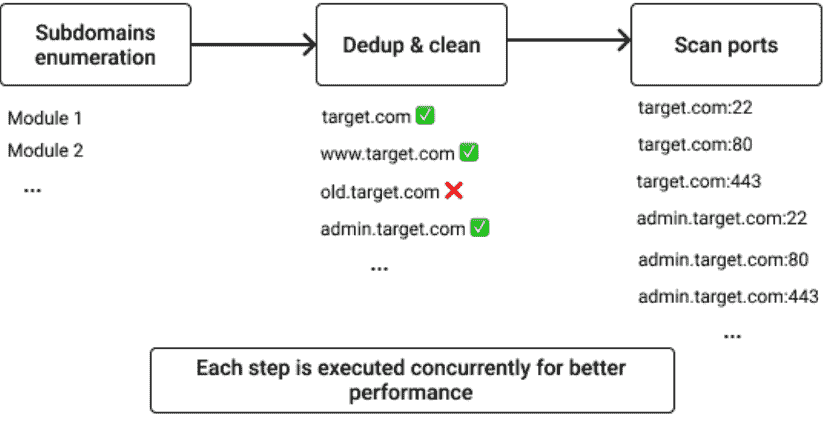 Subdomains
enumeration
Module 1
Module 2
...
Dedup & clean
target.com ✅
www.target.com ✅
old.target.com ❌
admin.target.com ✅
...
Scan ports
target.com:22
target.com:80
target.com:443
admin.target.com:22
admin.target.com:80
admin.target.com:443
...
Each step is executed concurrently for better
performance